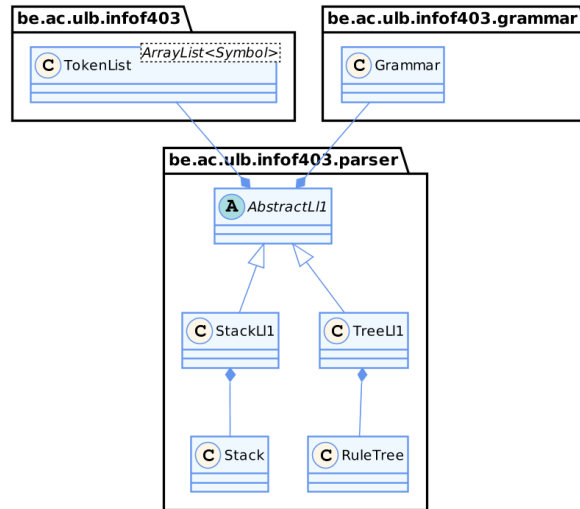 be.ac.ulb.infof403
be.ac.ulb.infof403.grammar
ArrayList<Symbol>
C TokenList
C Grammar
be.ac.ulb.infof403.parser
A AbstractLl1
C StackLl1
C TreeLl1
C Stack
C RuleTree